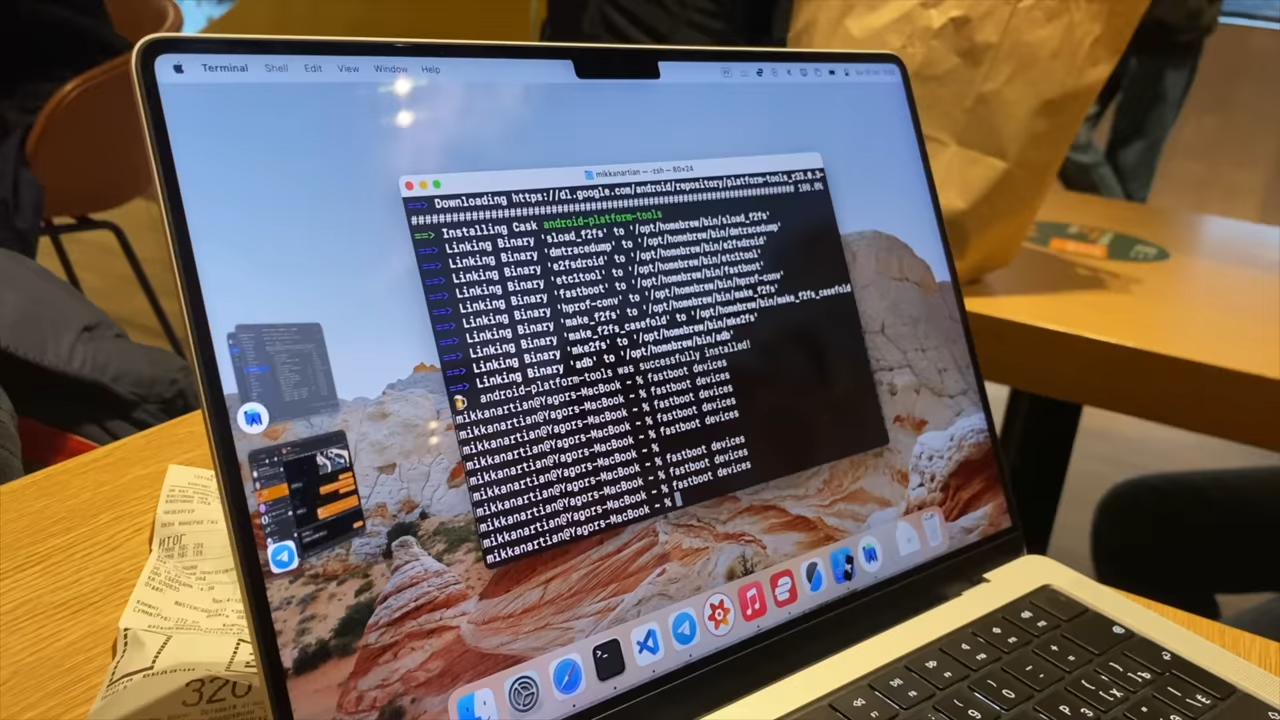 Terminal Shell Edit View Window Help
mikkanartian — -zsh — 80×24
==> Downloading https://dl.google.com/android/repository/platform-tools_r33.0.3-
######################################################################## 100.0%
==> Installing Cask android-platform-tools
==> Linking Binary 'sload_f2fs' to '/opt/homebrew/bin/sload_f2fs'
==> Linking Binary 'dmtracedump' to '/opt/homebrew/bin/dmtracedump'
==> Linking Binary 'e2fsdroid' to '/opt/homebrew/bin/e2fsdroid'
==> Linking Binary 'etc1tool' to '/opt/homebrew/bin/etc1tool'
==> Linking Binary 'fastboot' to '/opt/homebrew/bin/fastboot'
==> Linking Binary 'hprof-conv' to '/opt/homebrew/bin/hprof-conv'
==> Linking Binary 'make_f2fs' to '/opt/homebrew/bin/make_f2fs'
==> Linking Binary 'make_f2fs_casefold' to '/opt/homebrew/bin/make_f2fs_casefold
==> Linking Binary 'mke2fs' to '/opt/homebrew/bin/mke2fs'
==> Linking Binary 'adb' to '/opt/homebrew/bin/adb'
android-platform-tools was successfully installed!
mikkanartian@Yagors-MacBook ~ % fastboot devices
mikkanartian@Yagors-MacBook ~ % fastboot devices
mikkanartian@Yagors-MacBook ~ % fastboot devices
mikkanartian@Yagors-MacBook ~ % fastboot devices
mikkanartian@Yagors-MacBook ~ %
mikkanartian@Yagors-MacBook ~ % fastboot devices
mikkanartian@Yagors-MacBook ~ % fastboot devices
mikkanartian@Yagors-MacBook ~ % fastboot devices
mikkanartian@Yagors-MacBook ~ %
ИТОГ
320